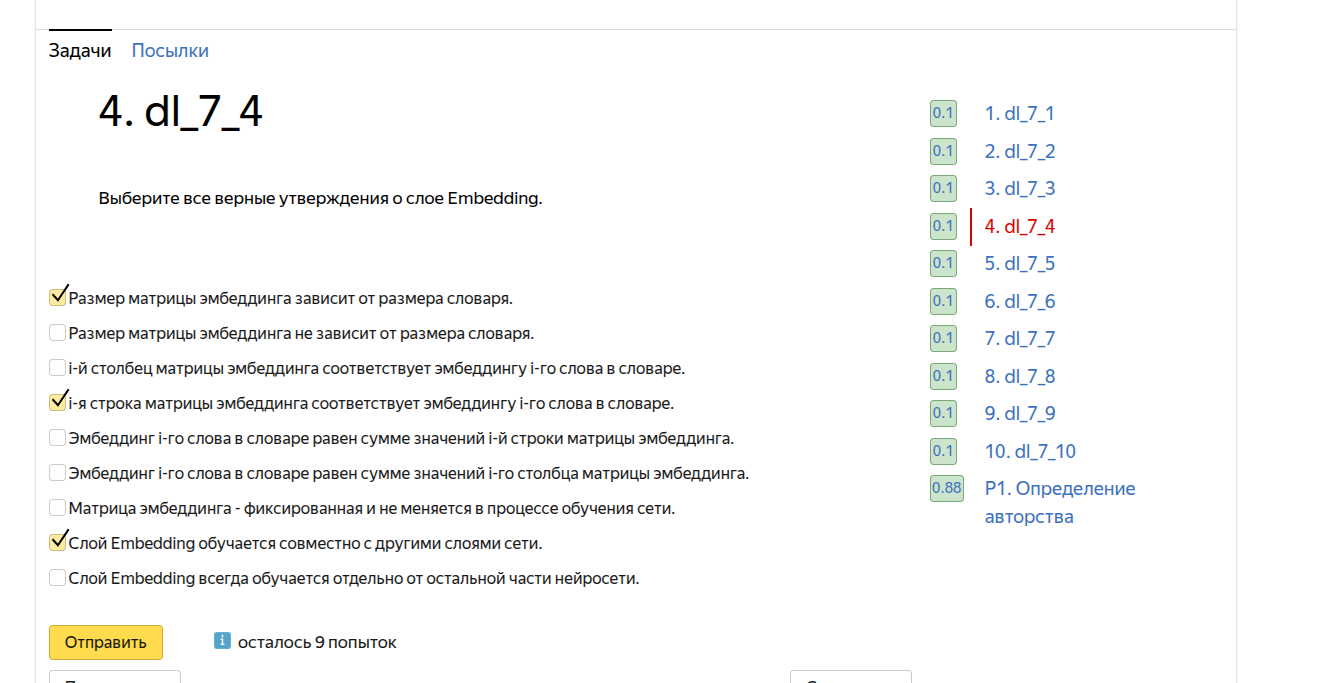 Задачи Посылки
4. dl_7_4
Выберите все верные утверждения о слое Embedding.
Размер матрицы эмбеддинга зависит от размера словаря.
Размер матрицы эмбеддинга не зависит от размера словаря.
i-й столбец матрицы эмбеддинга соответствует эмбеддингу i-го слова в словаре.
i-я строка матрицы эмбеддинга соответствует эмбеддингу i-го слова в словаре.
Эмбеддинг i-го слова в словаре равен сумме значений i-й строки матрицы эмбеддинга.
Эмбеддинг i-го слова в словаре равен сумме значений i-го столбца матрицы эмбеддинга.
Матрица эмбеддинга - фиксированная и не меняется в процессе обучения сети.
Слой Embedding обучается совместно с другими слоями сети.
Слой Embedding всегда обучается отдельно от остальной части нейросети.
Отправить
i осталось 9 попыток
0.1 1. dl_7_1
0.1 2. dl_7_2
0.1 3. dl_7_3
0.1 4. dl_7_4
0.1 5. dl_7_5
0.1 6. dl_7_6
0.1 7. dl_7_7
0.1 8. dl_7_8
0.1 9. dl_7_9
0.1 10. dl_7_10
0.88 P1. Определение
авторства